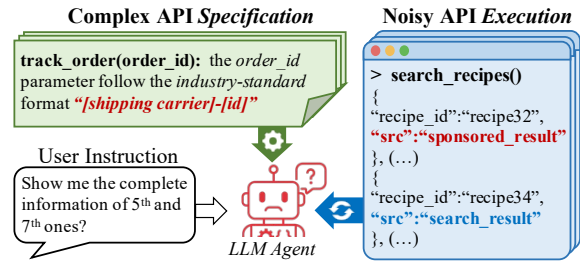 Complex API Specification
track_order(order_id): the order_id
parameter follow the industry-standard
format “[shipping carrier]-[id]”
User Instruction
Show me the complete
information of 5th and
7th ones?
?
LLM Agent
Noisy API Execution
> search_recipes()
{
“recipe_id”:“recipe32”,
“src”:“sponsored_result”
}, (…)
{
“recipe_id”:“recipe34”,
“src”:“search_result”
}, (…)